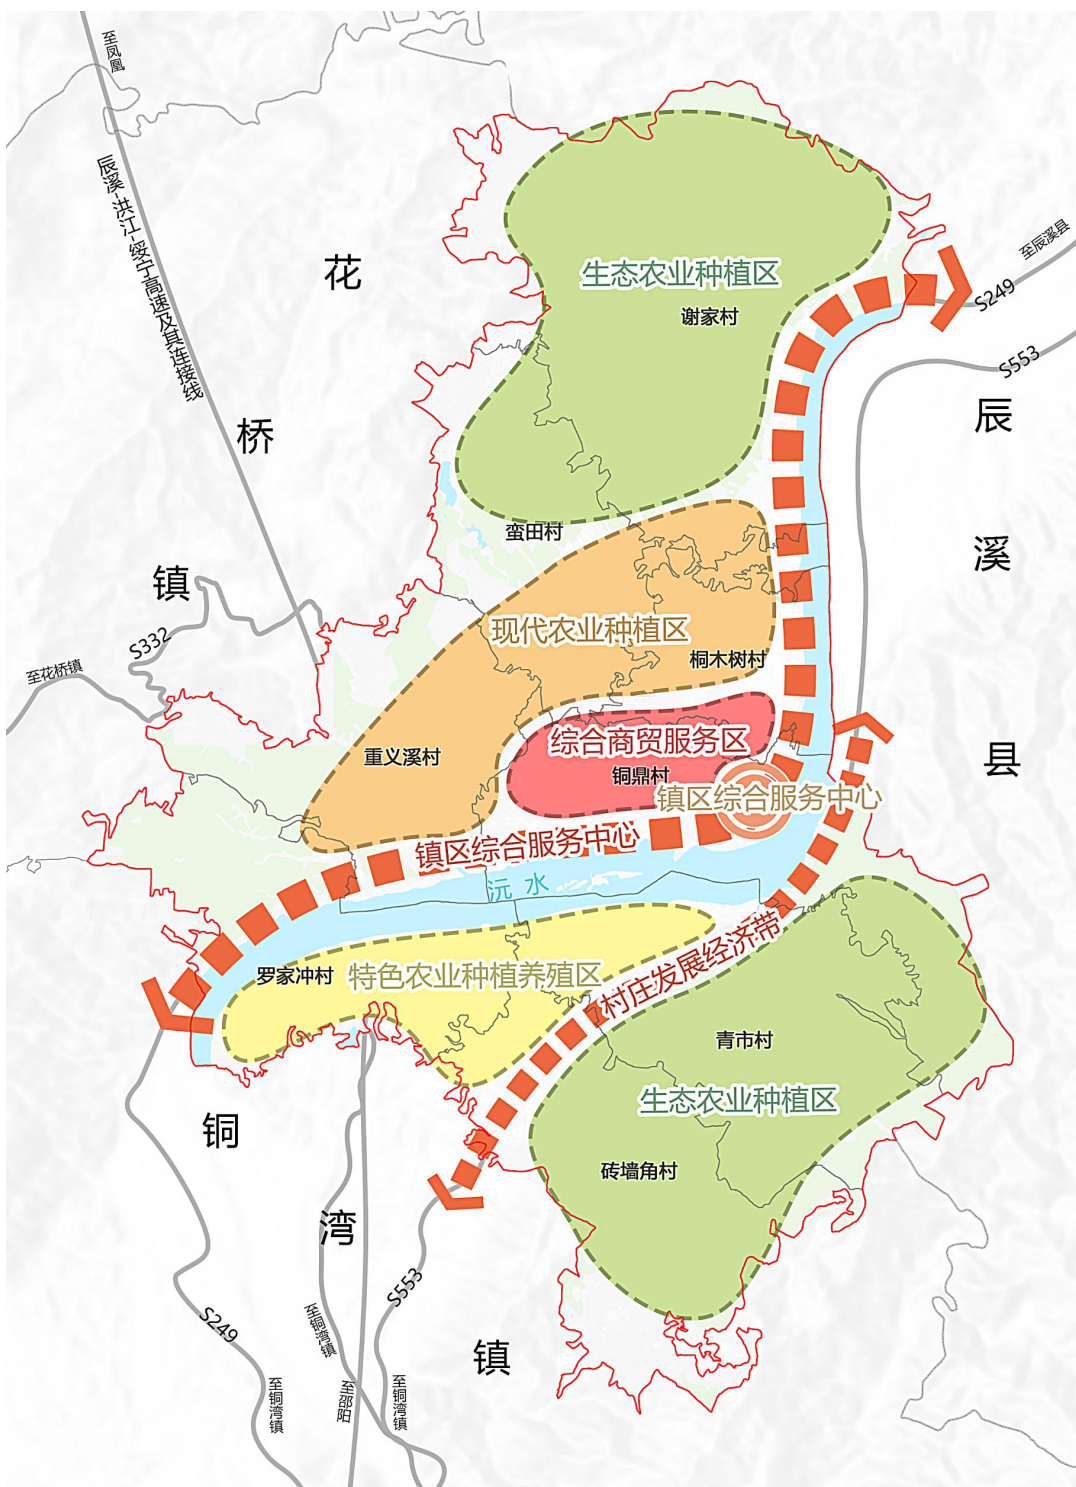 至凤凰
辰溪-洪江-绥宁高速及其连接线
花
桥
镇
生态农业种植区
谢家村
至辰溪县
S249
S553
辰
溪
县
蛮田村
现代农业种植区
桐木树村
S332
至花桥镇
综合商贸服务区
重义溪村
铜鼎村
镇区综合服务中心
镇区综合服务中心
沅水
村庄发展经济带
罗家冲村
特色农业种植养殖区
青市村
生态农业种植区
砖墙角村
铜
湾
镇
S249
S553
至铜湾镇
至铜湾镇
至邵阳
至铜湾镇